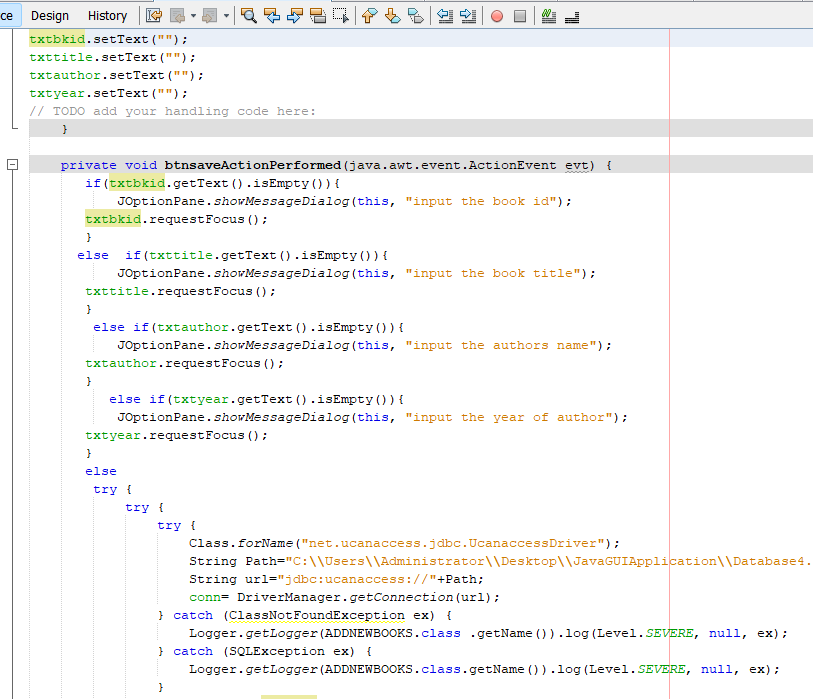 ce Design History
txtbkid.setText("");
txttitle.setText("");
txtauthor.setText("");
txtyear.setText("");
// TODO add your handling code here:
}
private void btnsaveActionPerformed(java.awt.event.ActionEvent evt) {
if(txtbkid.getText().isEmpty()){
JOptionPane.showMessageDialog(this, "input the book id");
txtbkid.requestFocus();
}
else if(txttitle.getText().isEmpty()){
JOptionPane.showMessageDialog(this, "input the book title");
txttitle.requestFocus();
}
else if(txtauthor.getText().isEmpty()){
JOptionPane.showMessageDialog(this, "input the authors name");
txtauthor.requestFocus();
}
else if(txtyear.getText().isEmpty()){
JOptionPane.showMessageDialog(this, "input the year of author");
txtyear.requestFocus();
}
else
try {
try {
try {
Class.forName("net.ucanaccess.jdbc.UcanaccessDriver");
String Path="C:\\Users\\Administrator\\Desktop\\JavaGUIApplication\\Database4.
String url="jdbc:ucanaccess://"+Path;
conn= DriverManager.getConnection(url);
} catch (ClassNotFoundException ex) {
Logger.getLogger(ADDNEWBOOKS.class .getName()).log(Level.SEVERE, null, ex);
} catch (SQLException ex) {
Logger.getLogger(ADDNEWBOOKS.class.getName()).log(Level.SEVERE, null, ex);
}